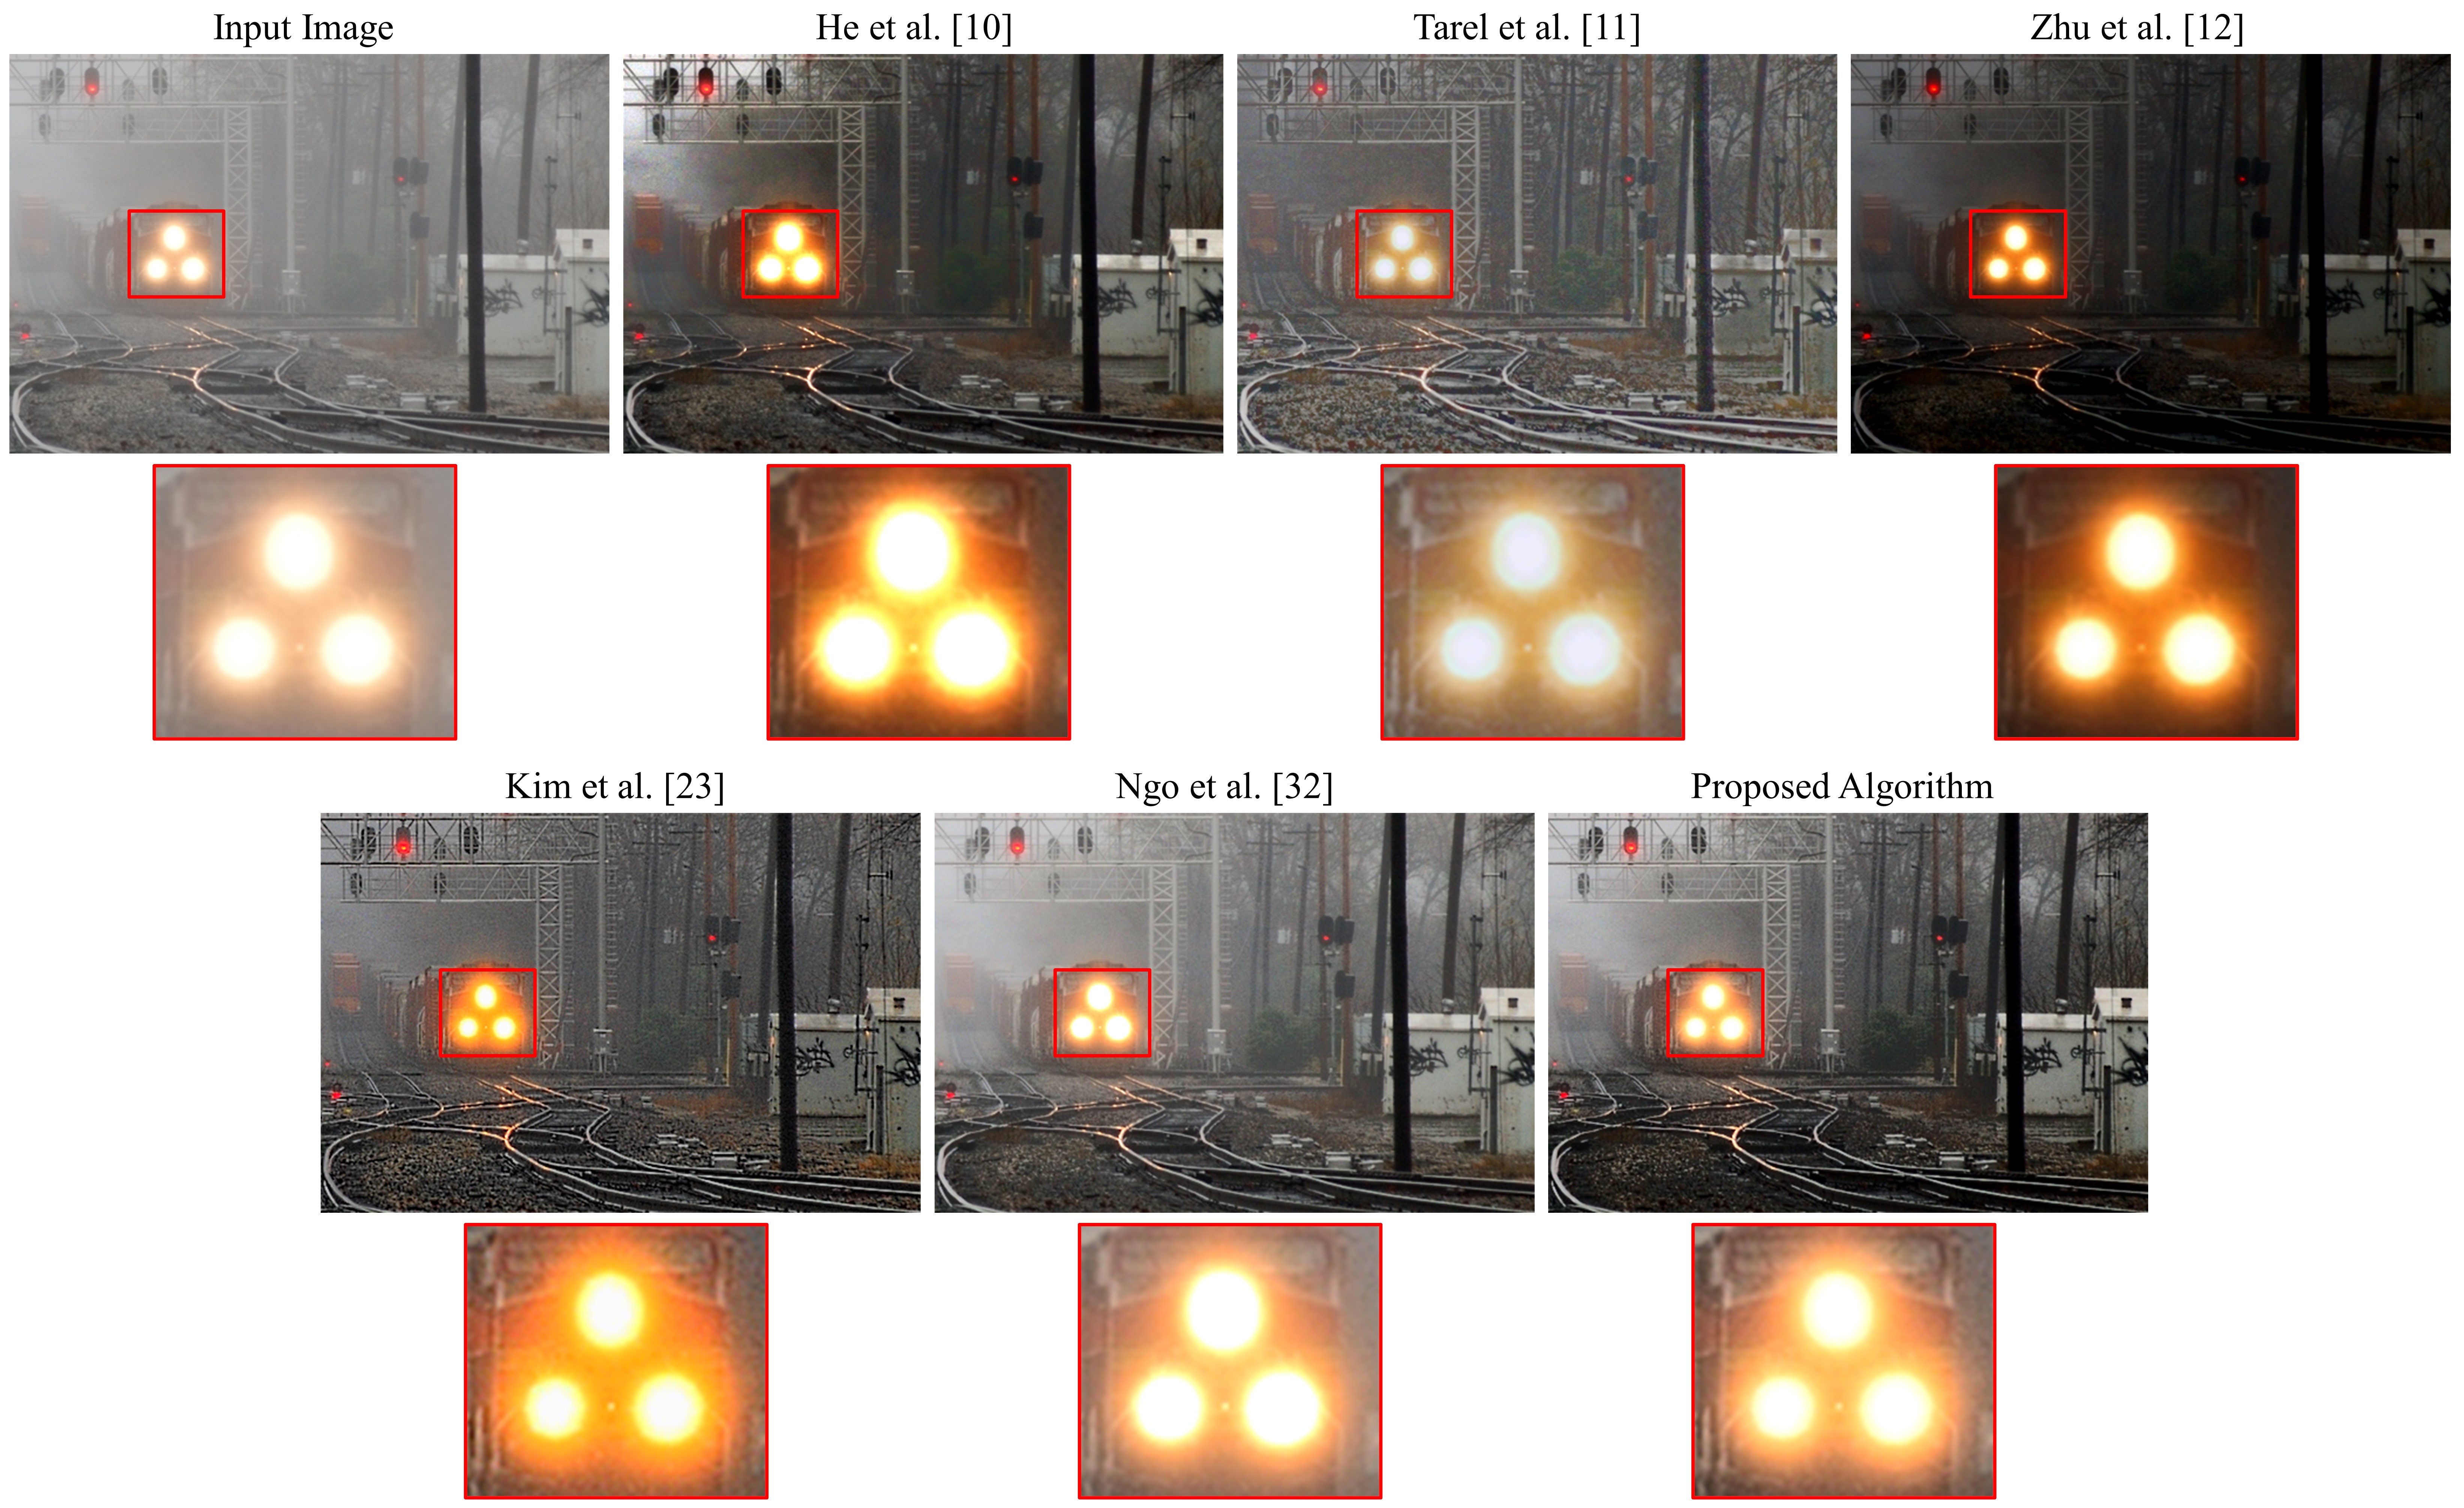 Input Image
He et al. [10]
Tarel et al. [11]
Zhu et al. [12]
Kim et al. [23]
Ngo et al. [32]
Proposed Algorithm